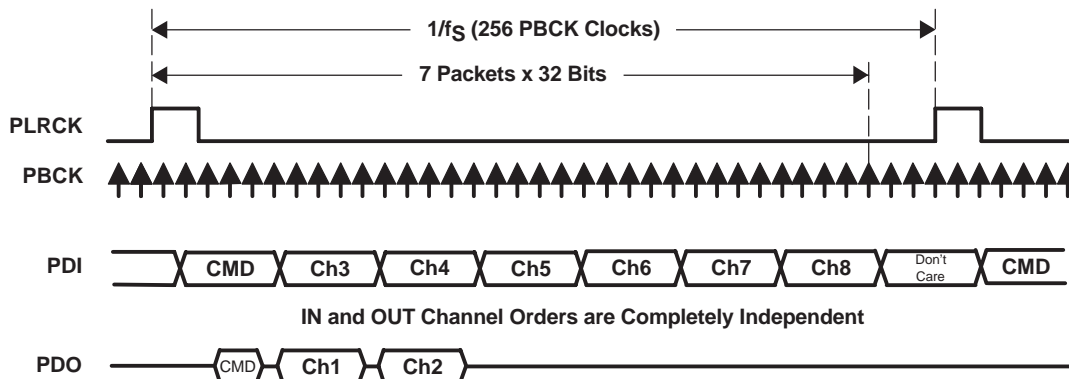 1/fS (256 PBCK Clocks)
7 Packets x 32 Bits
PLRCK
PBCK
PDI CMD Ch3 Ch4 Ch5 Ch6 Ch7 Ch8 Don't Care CMD
IN and OUT Channel Orders are Completely Independent
PDO CMD Ch1 Ch2